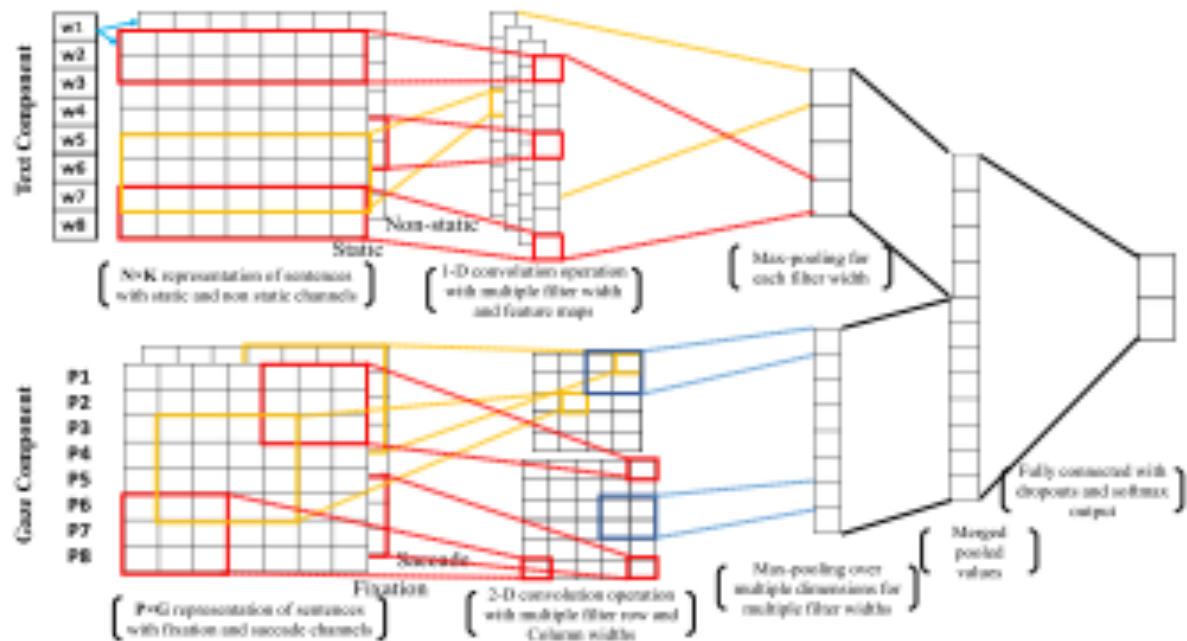 Text Component
w1
w2
w3
w4
w5
w6
w7
w8
Non-static
Static
N×K representation of sentences
with static and non static channels
1-D convolution operation
with multiple filter width
and feature maps
Max-pooling for
each filter width
Gaze Component
P1
P2
P3
P4
P5
P6
P7
P8
Saccade
Fixation
P×G representation of sentences
with fixation and saccade channels
2-D convolution operation
with multiple filter row and
Column widths
Max-pooling over
multiple dimensions for
multiple filter widths
Merged
pooled
values
Fully connected with
dropouts and softmax
output